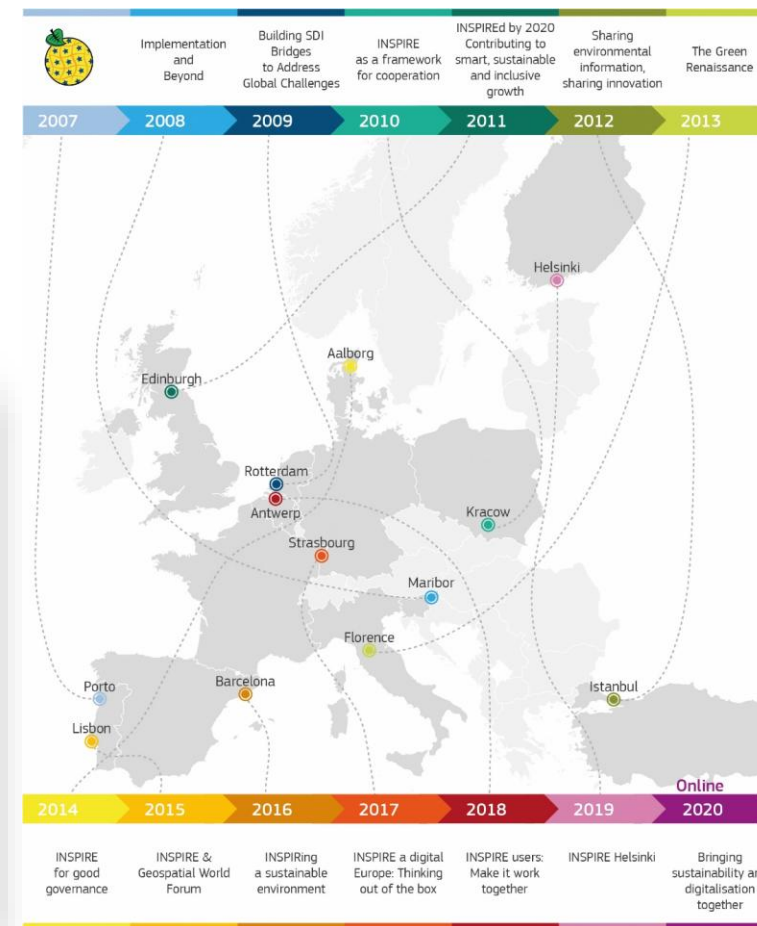 Implementation
and
Beyond
Building SDI
Bridges
to Address
Global Challenges
INSPIRE
as a framework
for cooperation
INSPIREd by 2020
Contributing to
smart, sustainable
and inclusive
growth
Sharing
environmental
information,
sharing innovation
The Green
Renaissance
2007
2008
2009
2010
2011
2012
2013
Helsinki
Aalborg
Edinburgh
Rotterdam
Antwerp
Kracow
Strasbourg
Maribor
Florence
Barcelona
Porto
Istanbul
Lisbon
Online
2014
2015
2016
2017
2018
2019
2020
INSPIRE
for good
governance
INSPIRE &
Geospatial World
Forum
INSPIRing
a sustainable
environment
INSPIRE a digital
Europe: Thinking
out of the box
INSPIRE users:
Make it work
together
INSPIRE Helsinki
Bringing
sustainability
digitalisation
together